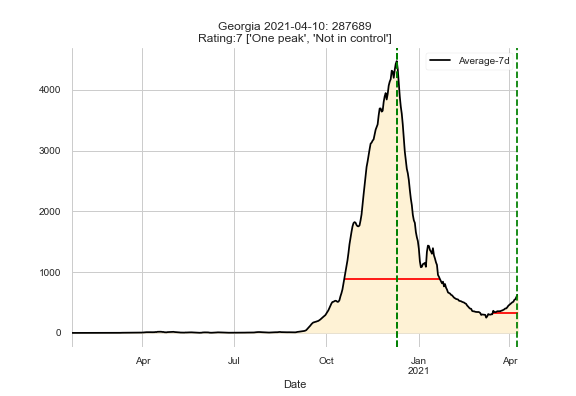 Georgia 2021-04-10: 287689
Rating:7 ['One peak', 'Not in control']
Average-7d
4000
3000
2000
1000
0
Apr Jul Oct Jan Apr
2021
Date